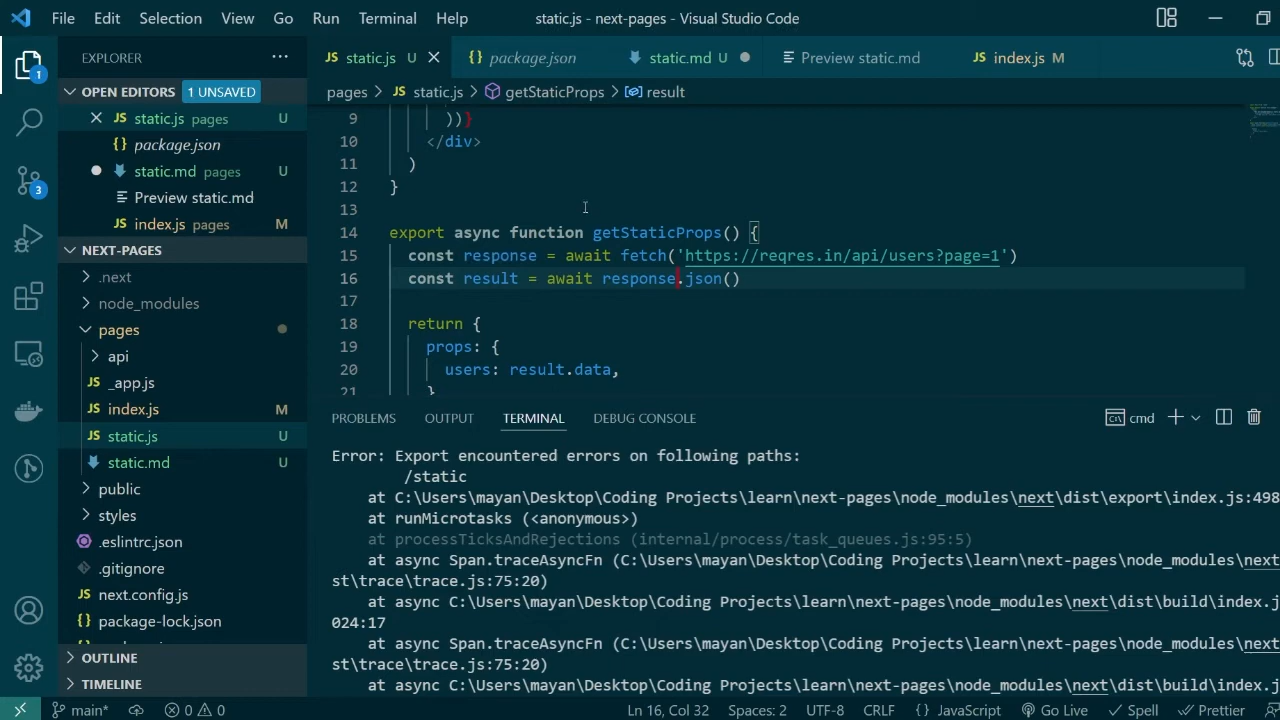 File Edit Selection View Go Run Terminal Help static.js - next-pages - Visual Studio Code
EXPLORER
JS static.js U {} package.json static.md U Preview static.md JS index.js M
pages > JS static.js > getStaticProps > result
OPEN EDITORS 1 UNSAVED
JS static.js pages U
{} package.json
static.md pages U
Preview static.md
JS index.js pages M
NEXT-PAGES
.next
node_modules
pages
api
JS _app.js
JS index.js M
JS static.js U
static.md U
public
styles
.eslintrc.json
.gitignore
JS next.config.js
{} package-lock.json
OUTLINE
TIMELINE
1
3
9 ))}
10 </div>
11 )
12 }
13
14 export async function getStaticProps() {
15 const response = await fetch('https://reqres.in/api/users?page=1')
16 const result = await response.json()
17
18 return {
19 props: {
20 users: result.data,
21 }
PROBLEMS OUTPUT TERMINAL DEBUG CONSOLE cmd
Error: Export encountered errors on following paths:
/static
at C:\Users\mayan\Desktop\Coding Projects\learn\next-pages\node_modules\next\dist\export\index.js:498
at runMicrotasks (<anonymous>)
at processTicksAndRejections (internal/process/task_queues.js:95:5)
at async Span.traceAsyncFn (C:\Users\mayan\Desktop\Coding Projects\learn\next-pages\node_modules\next
st\trace\trace.js:75:20)
at async C:\Users\mayan\Desktop\Coding Projects\learn\next-pages\node_modules\next\dist\build\index.j
024:17
at async Span.traceAsyncFn (C:\Users\mayan\Desktop\Coding Projects\learn\next-pages\node_modules\next
st\trace\trace.js:75:20)
at async C:\Users\mayan\Desktop\Coding Projects\learn\next-pages\node_modules\next\dist\build\index.j
main* 0 0 Ln 16, Col 32 Spaces: 2 UTF-8 CRLF {} JavaScript Go Live Spell Prettier